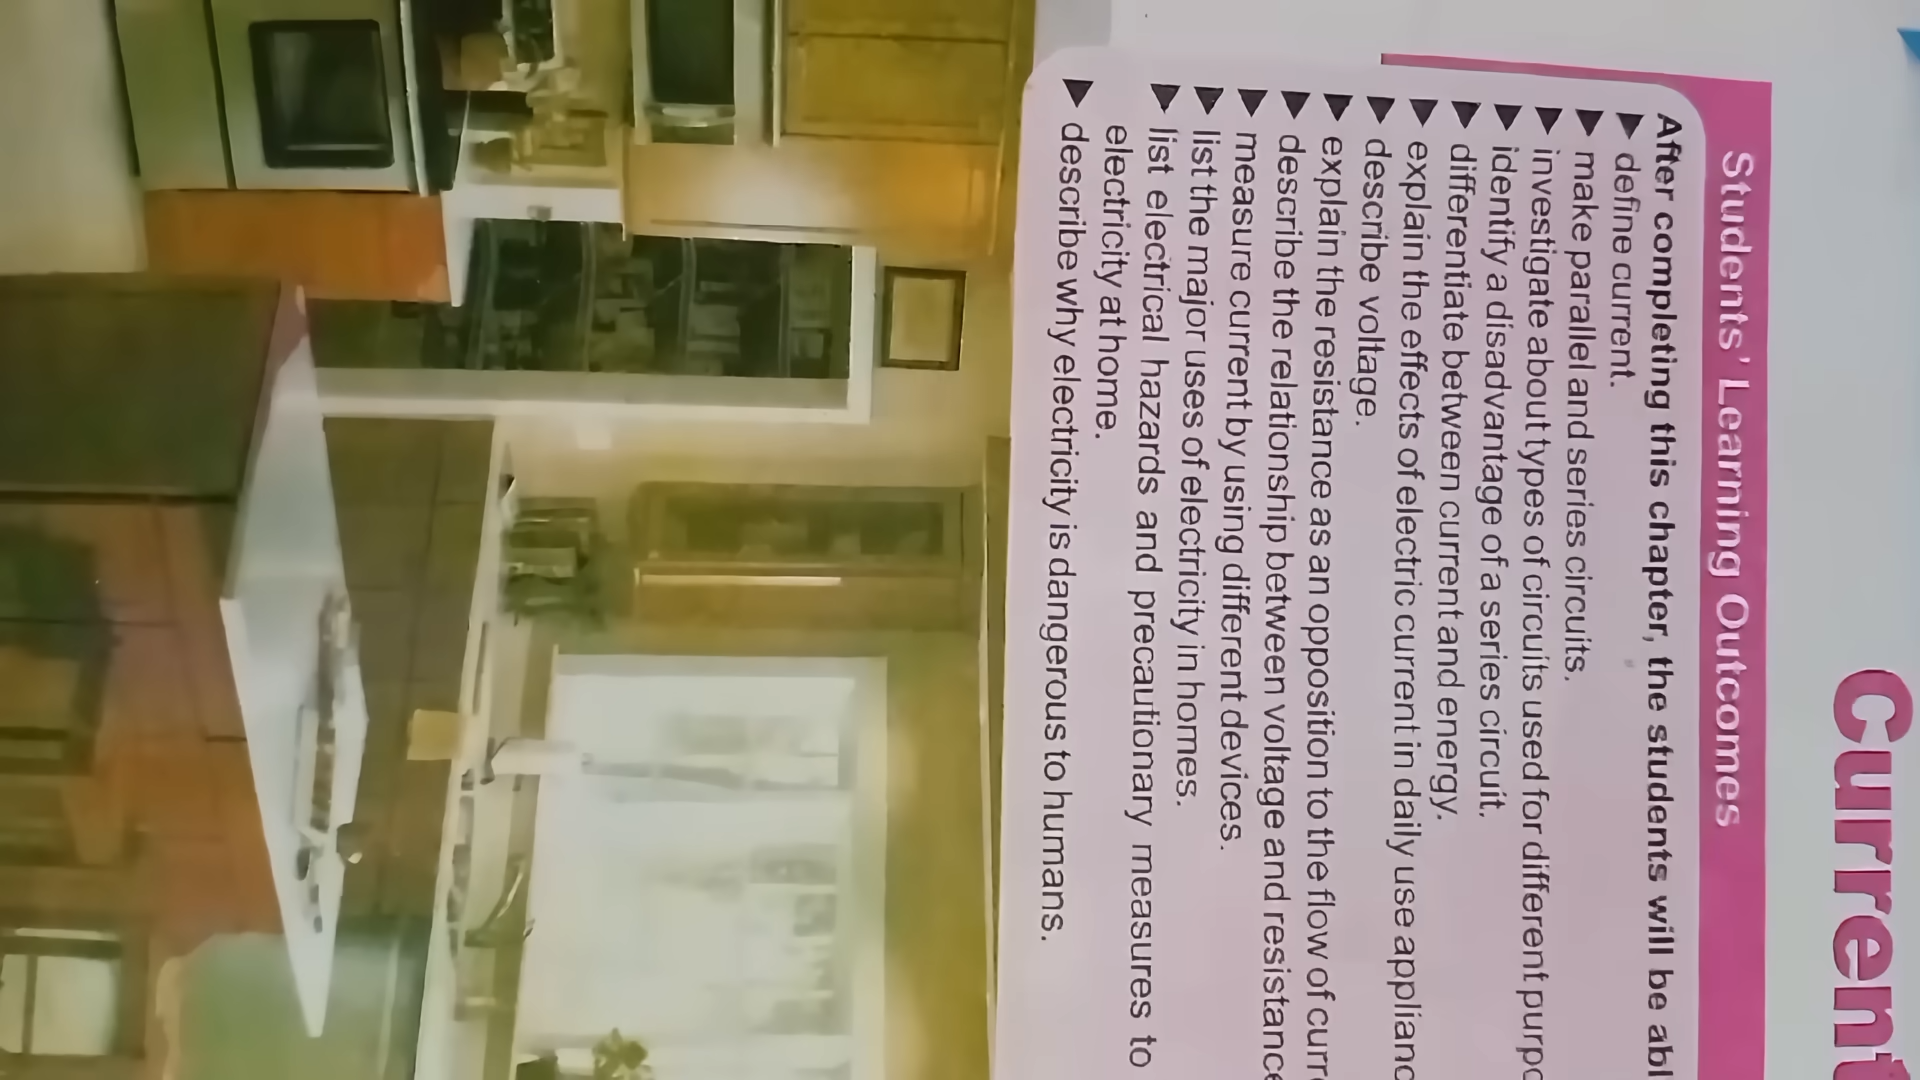 Current
Students' Learning Outcomes
After completing this chapter, the students will be
define current.
make parallel and series circuits.
investigate about types of circuits used for different
identify a disadvantage of a series circuit.
differentiate between current and energy.
explain the effects of electric current in daily use
describe voltage.
explain the resistance as an opposition to the flow of
describe the relationship between voltage and resistance
measure current by using different devices.
list the major uses of electricity in homes.
list electrical hazards and precautionary measures to
electricity at home.
describe why electricity is dangerous to humans.